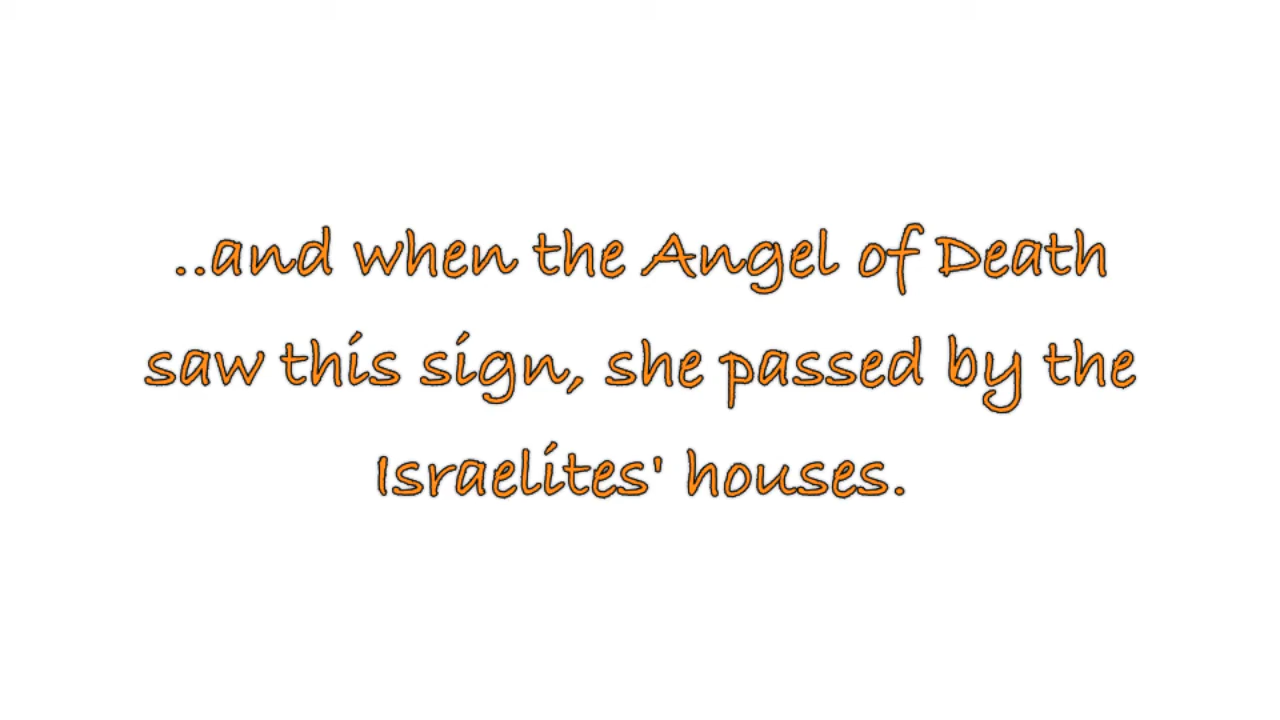 ..and when the Angel of Death
saw this sign, she passed by the
Israelites' houses.